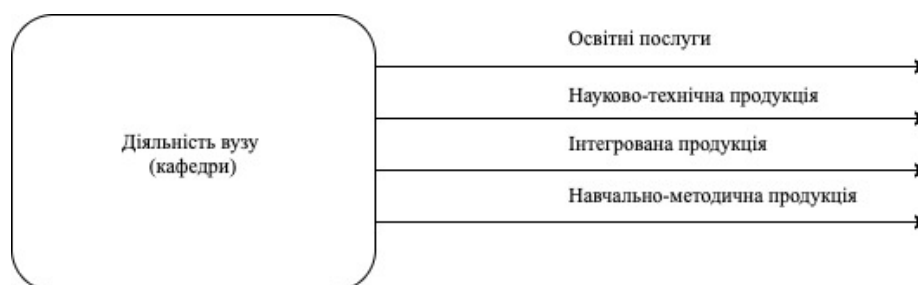 Освітні послуги
Науково-технічна продукція
Діяльність вузу
(кафедри)
Інтегрована продукція
Навчально-методична продукція